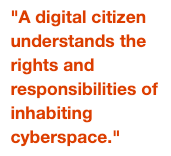 "A digital citizen
understands the
rights and
responsibilities of
inhabiting
cyberspace."